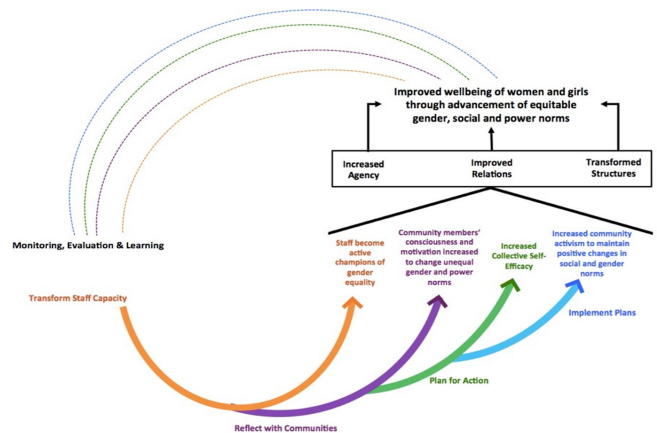 Improved wellbeing of women and girls
through advancement of equitable
gender, social and power norms
Increased
Agency
Improved
Relations
Transformed
Structures
Monitoring, Evaluation & Learning
Staff become
active
champions of
gender
equality
Community members'
consciousness and
motivation increased
to change unequal
gender and power
norms
Increased
Collective Self-
Efficacy
Increased community
activism to maintain
positive changes in
social and gender
norms
Transform Staff Capacity
Implement Plans
Plan for Action
Reflect with Communities